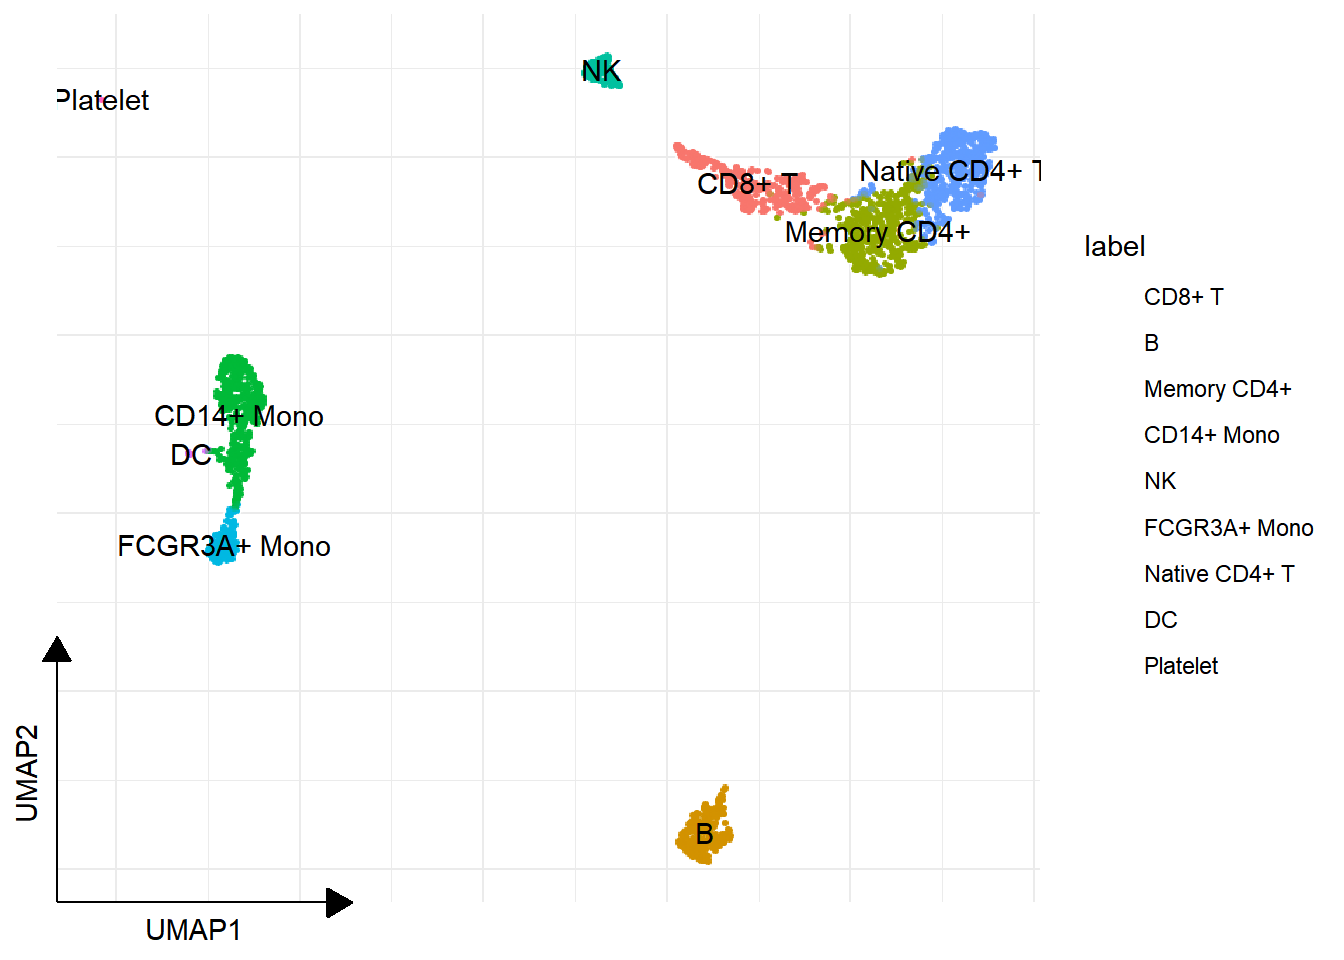 NK
Platelet
Native CD4+ T
CD8+ T
Memory CD4+
CD14+ Mono
DC
FCGR3A+ Mono
B
UMAP2
UMAP1
label
CD8+ T
B
Memory CD4+
CD14+ Mono
NK
FCGR3A+ Mono
Native CD4+ T
DC
Platelet